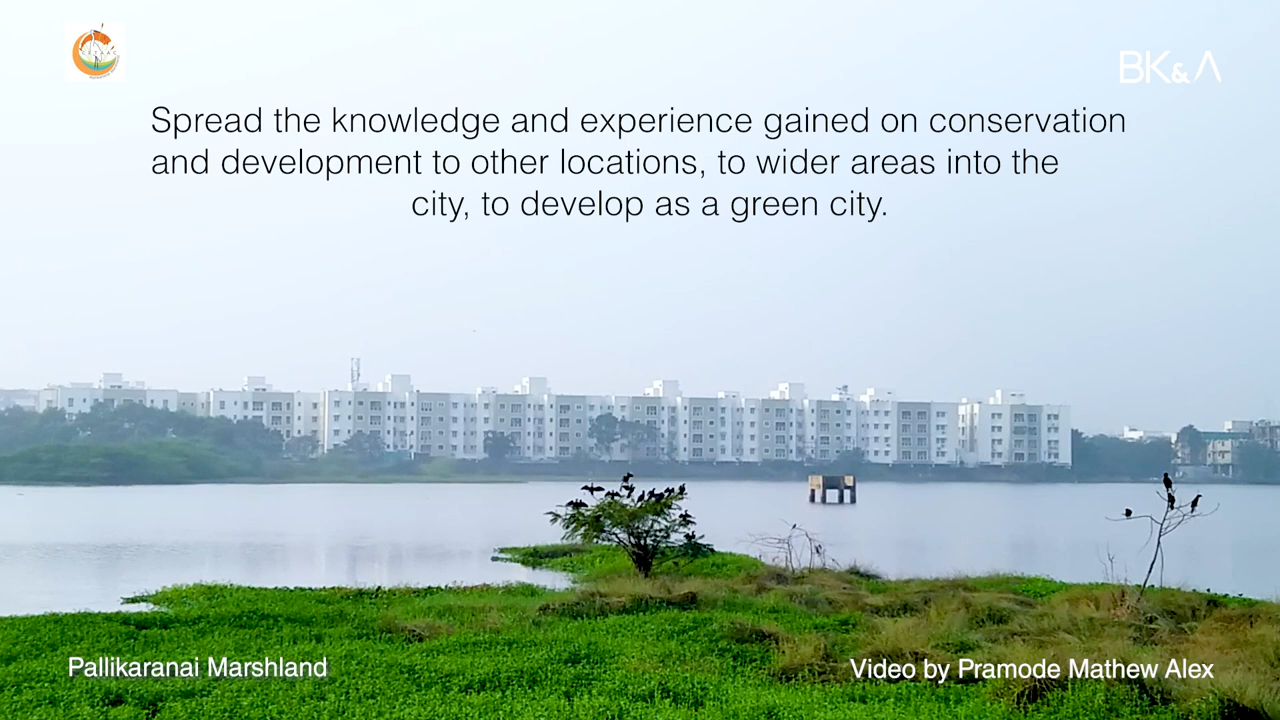 BK&A
Spread the knowledge and experience gained on conservation
and development to other locations, to wider areas into the
city, to develop as a green city.
Pallikaranai Marshland
Video by Pramode Mathew Alex